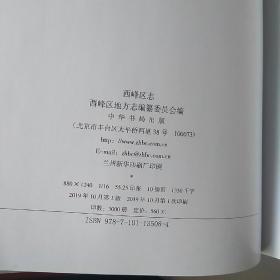 西峰区志
西峰区地方志编纂委员会编
中华书局出版
(北京市丰台区太平桥西里38号 100073)
http://www.zhbc.com.cn
E-mail: zhbc@zhbc.com.cn
兰州新华印刷厂印刷
*
880×1240 1/16 55.25印张 10插页 1350千字
2019年10月第1版 2019年10月第1次印刷
印数:3000册 定价:360元
ISBN 978-7-101-13508-4